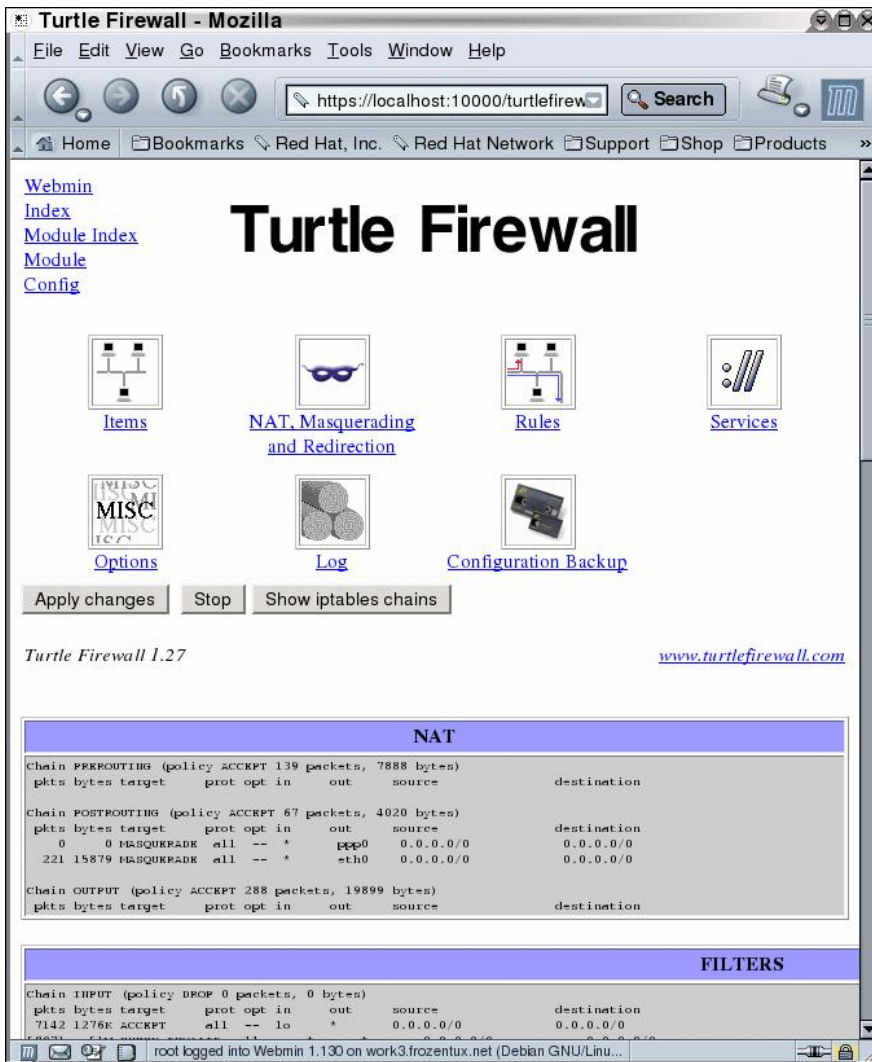 Turtle Firewall - Mozilla
File Edit View Go Bookmarks Tools Window Help
https://localhost:10000/turtlefirew
Search
Home Bookmarks Red Hat, Inc. Red Hat Network Support Shop Products »
Webmin
Index
Module Index
Module
Config
Turtle Firewall
Items
NAT, Masquerading
and Redirection
Rules
Services
MISC
Options
Log
Configuration Backup
Apply changes Stop Show iptables chains
Turtle Firewall 1.27
www.turtlefirewall.com
NAT
Chain PREROUTING (policy ACCEPT 139 packets, 7888 bytes)
pkts bytes target prot opt in out source destination
Chain POSTROUTING (policy ACCEPT 67 packets, 4020 bytes)
pkts bytes target prot opt in out source destination
0 0 MASQUERADE all -- * ppp0 0.0.0.0/0 0.0.0.0/0
221 15879 MASQUERADE all -- * eth0 0.0.0.0/0 0.0.0.0/0
Chain OUTPUT (policy ACCEPT 288 packets, 19899 bytes)
pkts bytes target prot opt in out source destination
FILTERS
Chain INPUT (policy DROP 0 packets, 0 bytes)
pkts bytes target prot opt in out source destination
7142 1276K ACCEPT all -- lo * 0.0.0.0/0 0.0.0.0/0
root logged into Webmin 1.130 on work3.frozentux.net (Debian GNU/Linu...